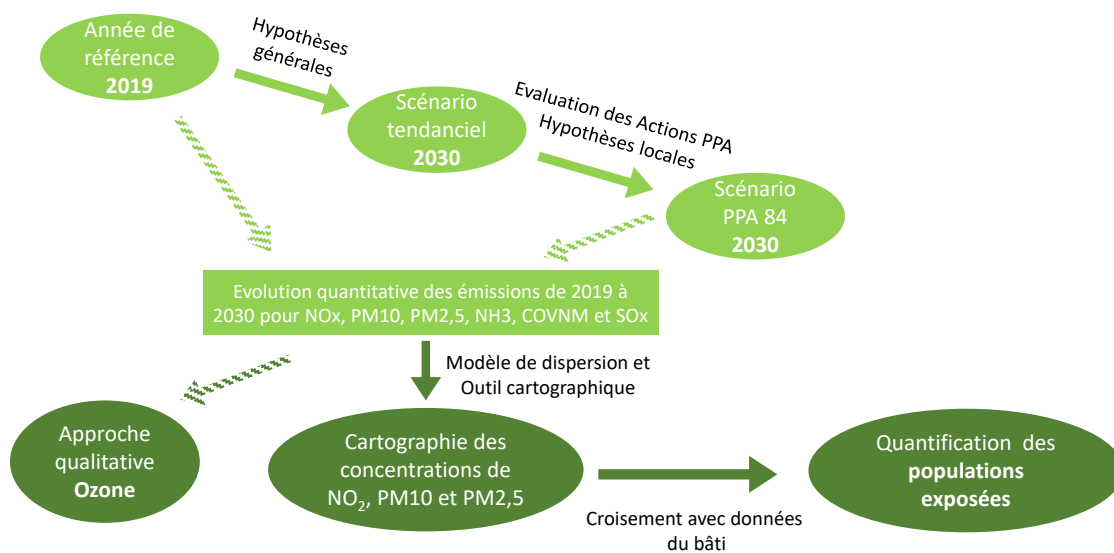 Année de
référence
2019
Hypothèses
générales
Scénario
tendanciel
2030
Evaluation des Actions PPA
Hypothèses locales
Scénario
PPA 84
2030
Evolution quantitative des émissions de 2019 à
2030 pour NOx, PM10, PM2,5, NH3, COVNM et SOx
Modèle de dispersion et
Outil cartographique
Approche
qualitative
Ozone
Cartographie des
concentrations de
NO₂, PM10 et PM2,5
Croisement avec données
du bâti
Quantification des
populations
exposées